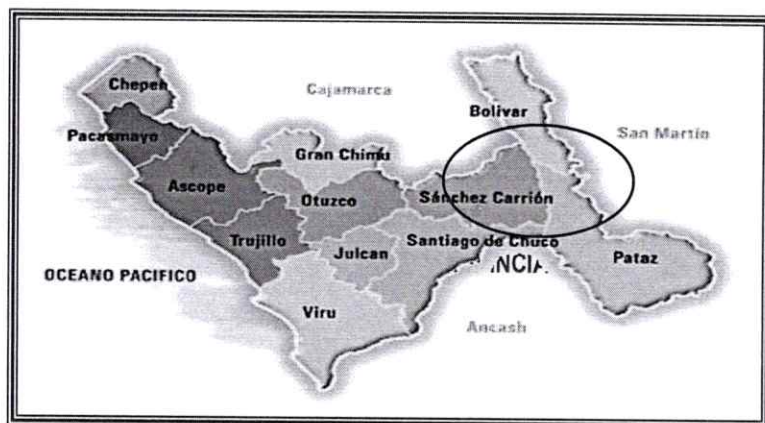 Chepen
Cajamarca
Bolivar
San Martin
Pacasmayo
Gran Chimu
Ascope
Otuzco
Sánchez Carrión
Trujillo
Julcan
Santiago de Chuco
Pataz
OCEANO PACIFICO
Viru
Ancash